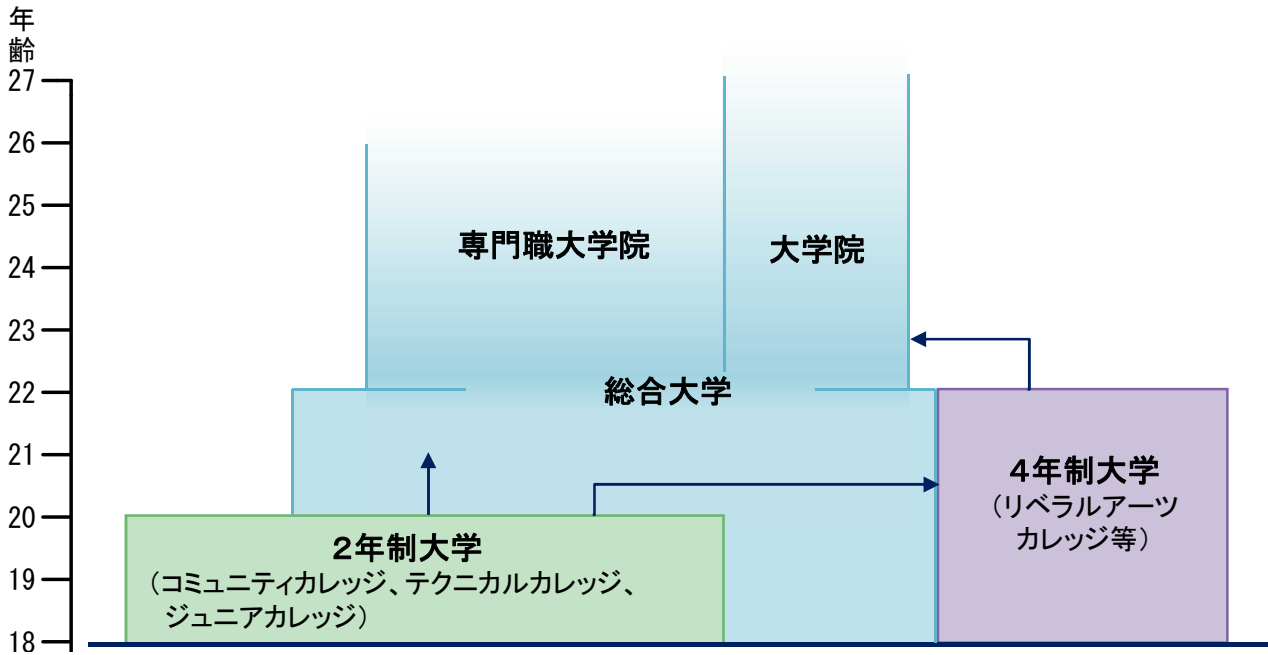 年
齢
27
26
25
24
23
22
21
20
19
18
専門職大学院
大学院
総合大学
4年制大学
(リベラルアーツ
カレッジ等)
2年制大学
(コミュニティカレッジ、テクニカルカレッジ、
ジュニアカレッジ)